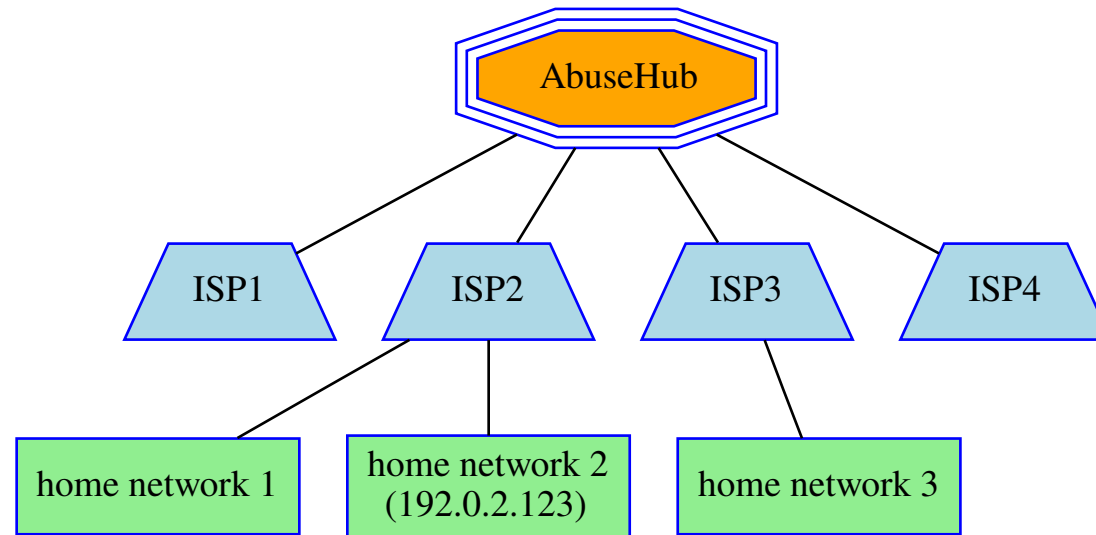 AbuseHub
ISP1
ISP2
ISP3
ISP4
home network 1
home network 2
(192.0.2.123)
home network 3